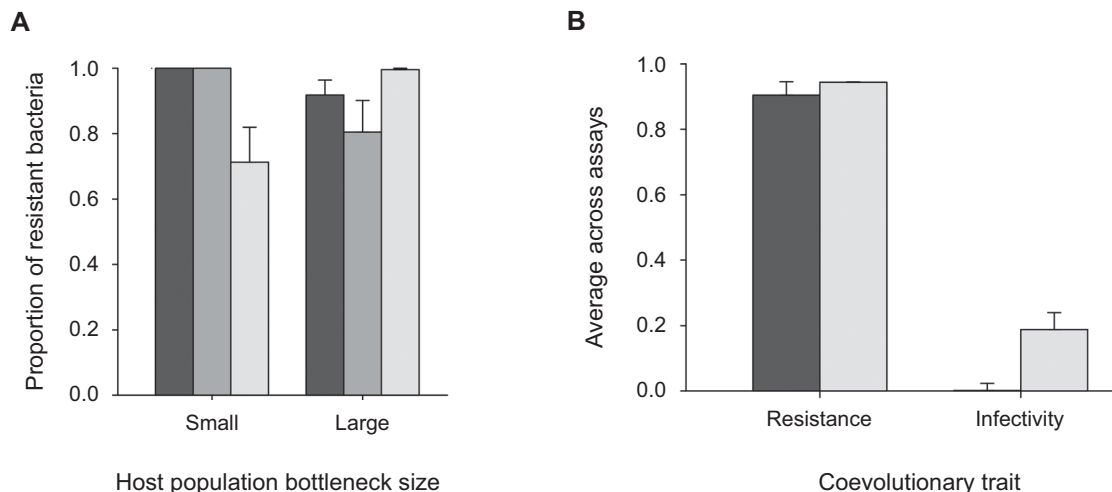 A
Proportion of resistant bacteria
1.0
0.8
0.6
0.4
0.2
0.0
Small Large
Host population bottleneck size
B
Average across assays
1.0
0.8
0.6
0.4
0.2
0.0
Resistance Infectivity
Coevolutionary trait